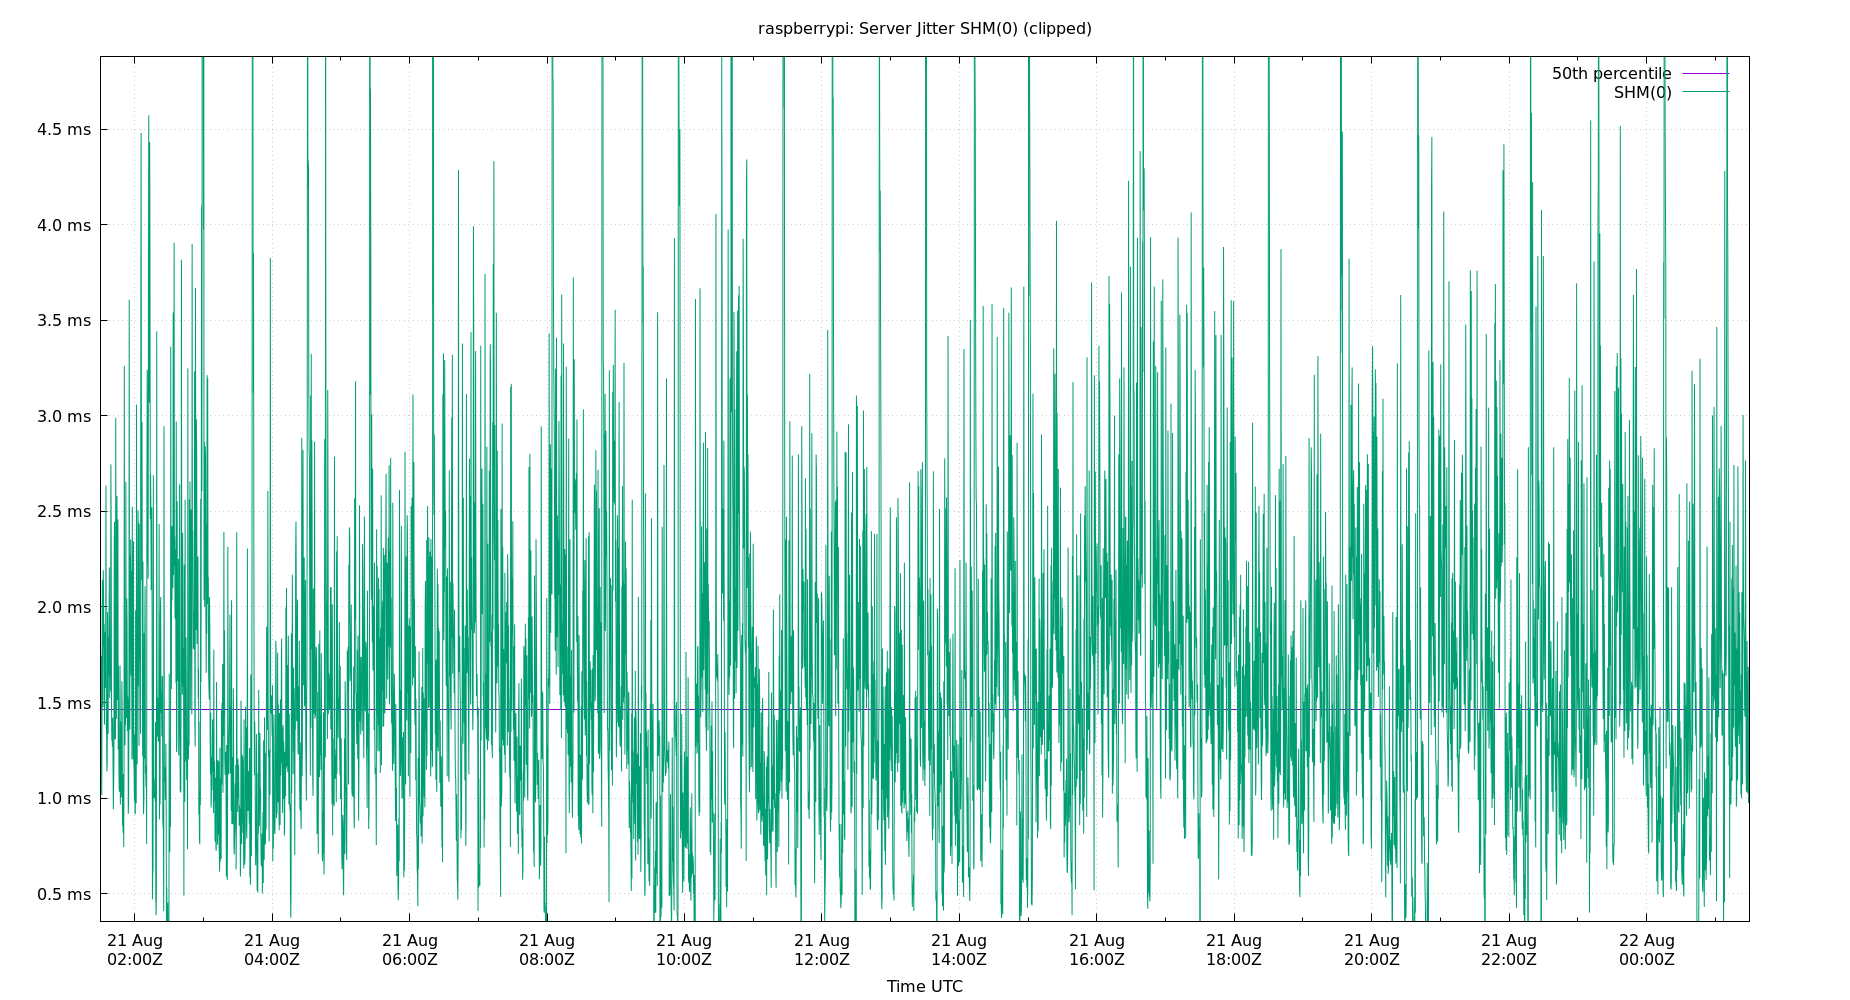 raspberrypi: Server Jitter SHM(0) (clipped)
50th percentile
SHM(0)
4.5 ms
4.0 ms
3.5 ms
3.0 ms
2.5 ms
2.0 ms
1.5 ms
1.0 ms
0.5 ms
21 Aug 21 Aug 21 Aug 21 Aug 21 Aug 21 Aug 21 Aug 21 Aug 21 Aug 21 Aug 21 Aug 22 Aug
02:00Z 04:00Z 06:00Z 08:00Z 10:00Z 12:00Z 14:00Z 16:00Z 18:00Z 20:00Z 22:00Z 00:00Z
Time UTC